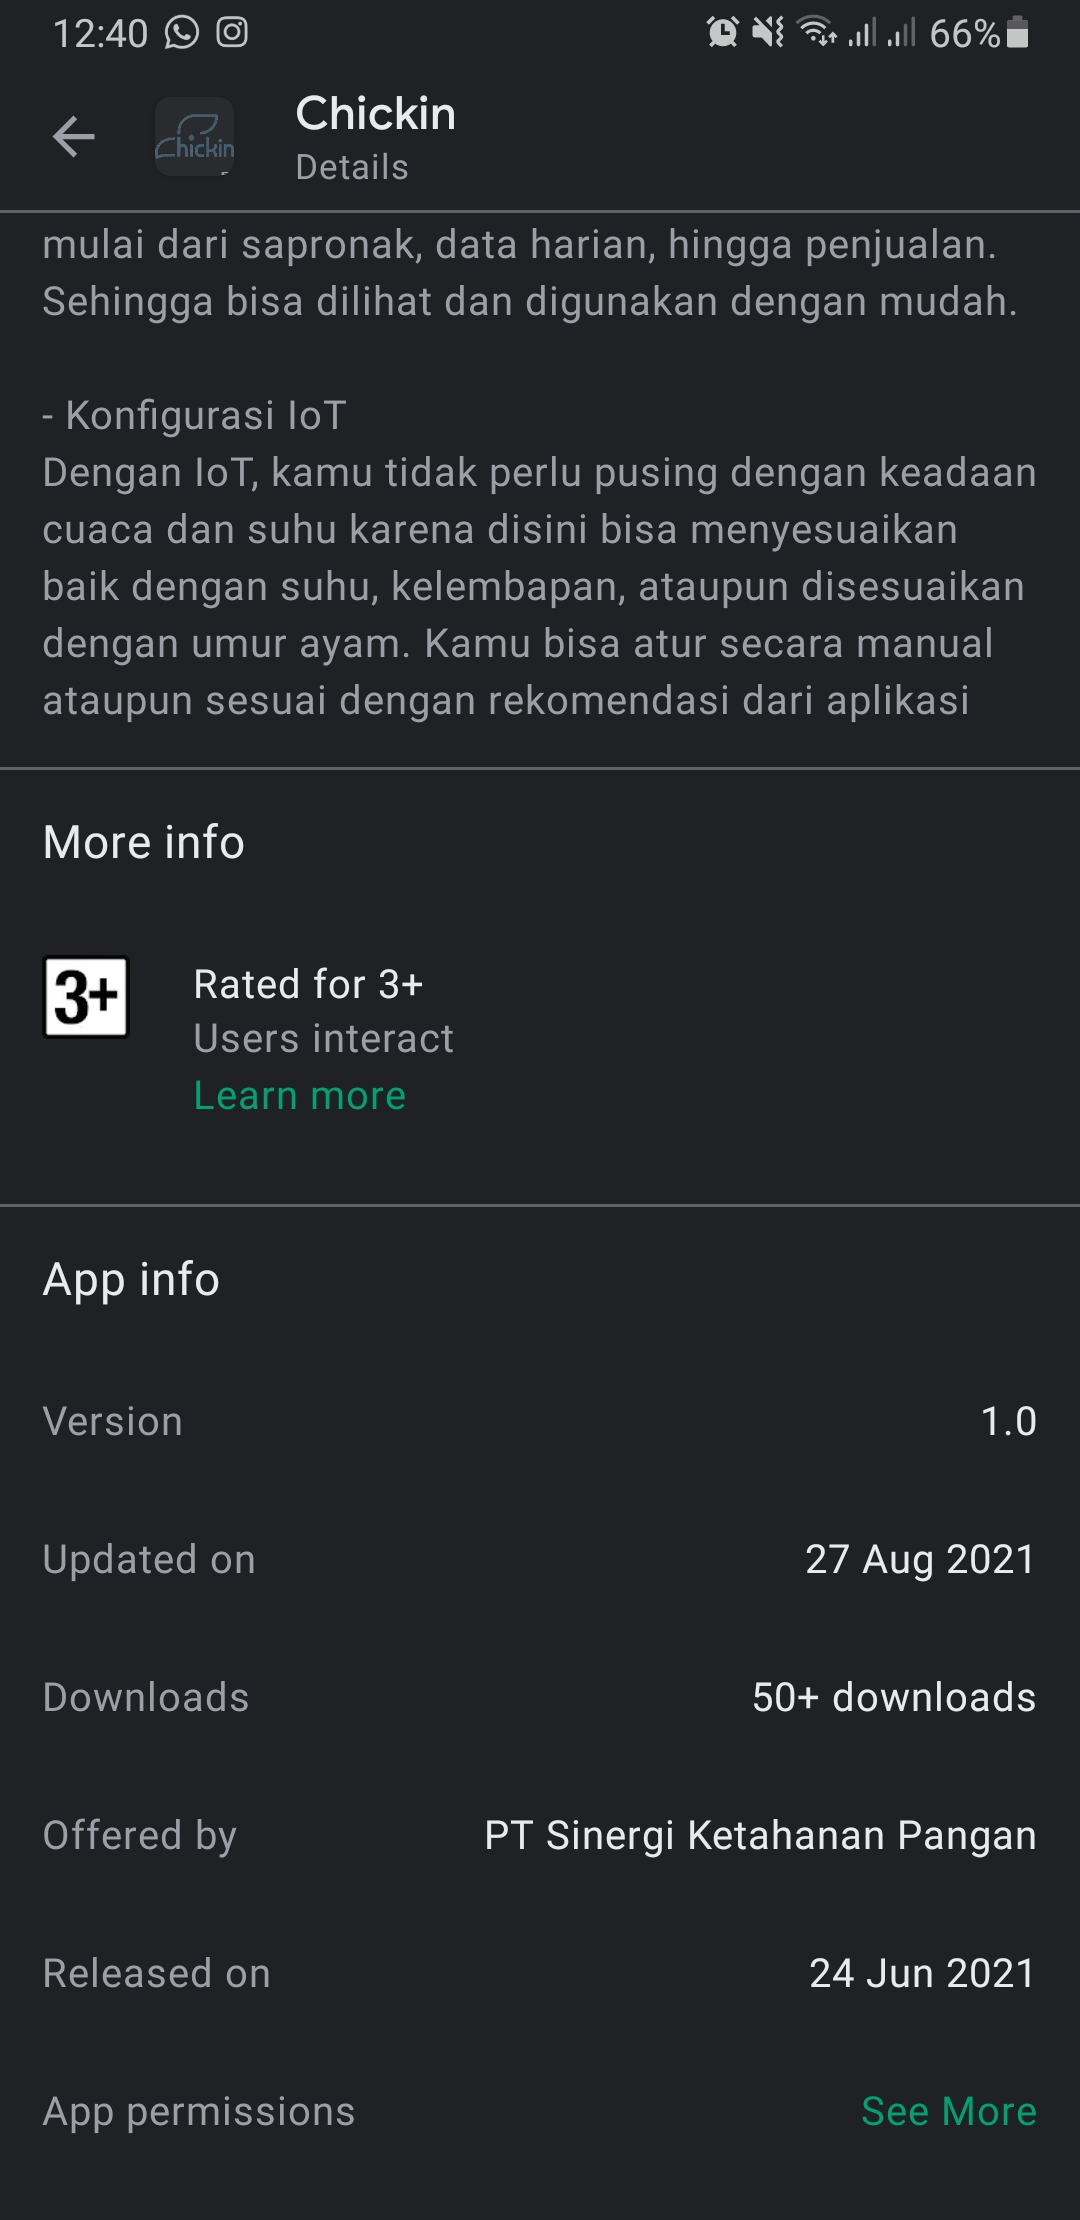 12:40
66%
Chickin
Chickin
Details
mulai dari sapronak, data harian, hingga penjualan.
Sehingga bisa dilihat dan digunakan dengan mudah.
- Konfigurasi IoT
Dengan IoT, kamu tidak perlu pusing dengan keadaan
cuaca dan suhu karena disini bisa menyesuaikan
baik dengan suhu, kelembapan, ataupun disesuaikan
dengan umur ayam. Kamu bisa atur secara manual
ataupun sesuai dengan rekomendasi dari aplikasi
More info
3+
Rated for 3+
Users interact
Learn more
App info
Version 1.0
Updated on 27 Aug 2021
Downloads 50+ downloads
Offered by PT Sinergi Ketahanan Pangan
Released on 24 Jun 2021
App permissions See More